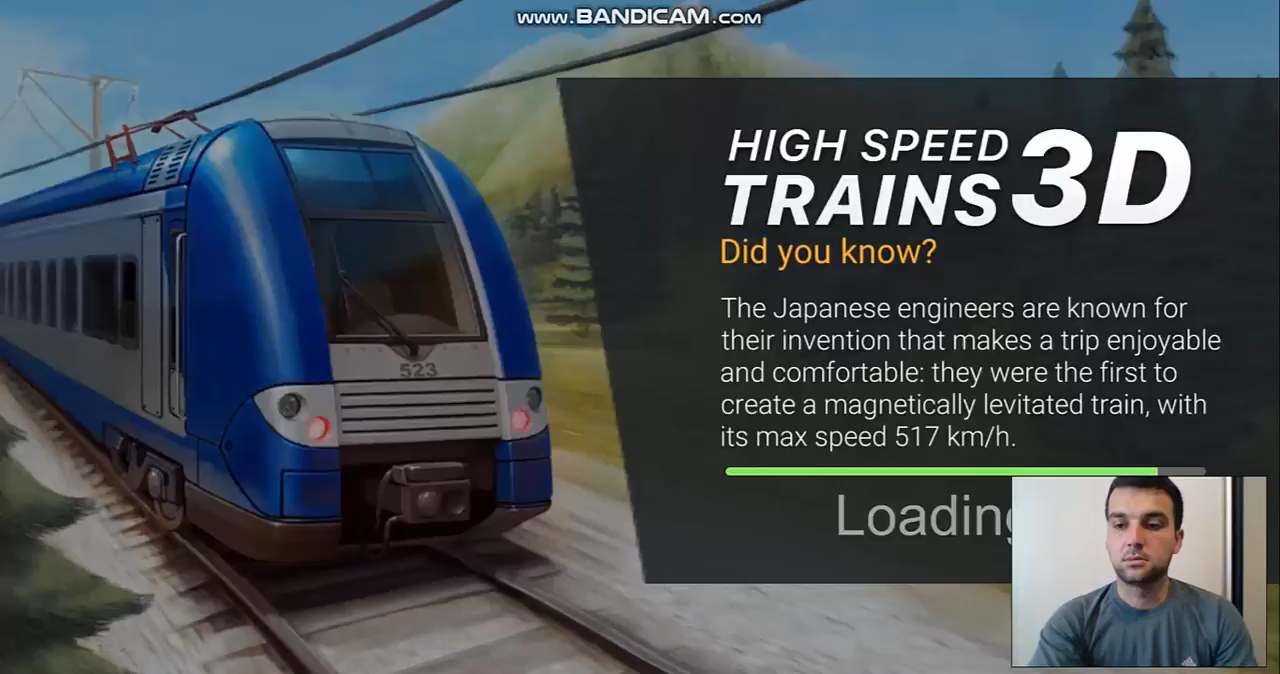 www.BANDICAM.com
HIGH SPEED
TRAINS 3D
Did you know?
The Japanese engineers are known for
their invention that makes a trip enjoyable
and comfortable: they were the first to
create a magnetically levitated train, with
its max speed 517 km/h.
Loading
523